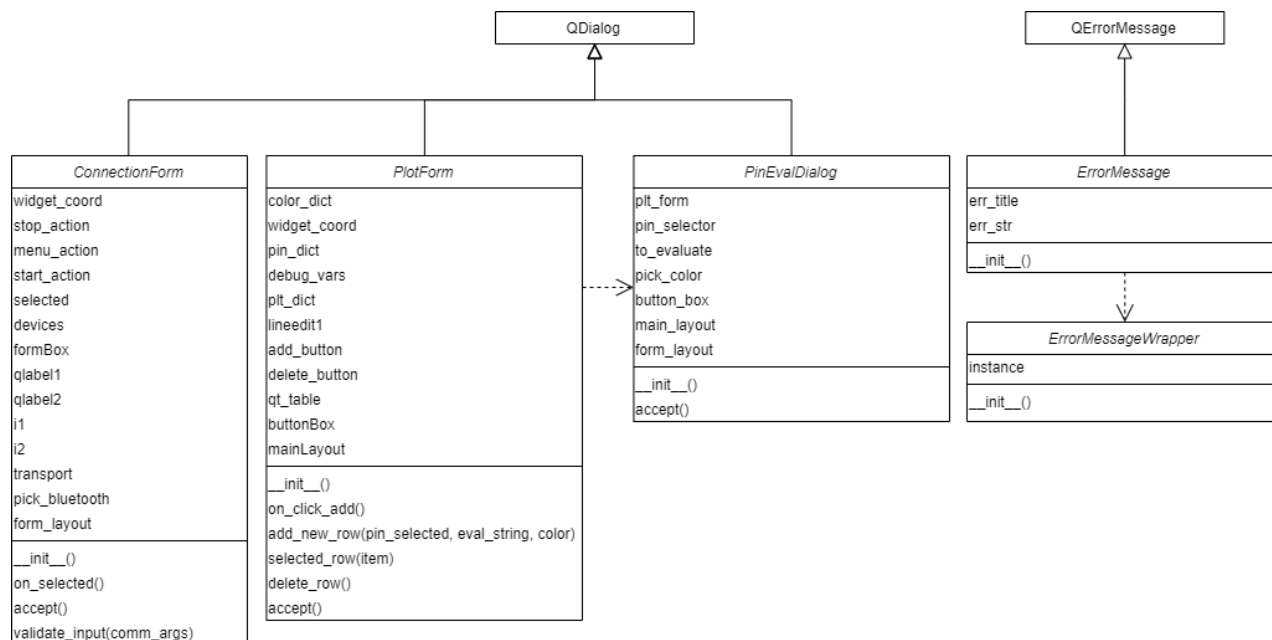 QDialog
QErrorMessage
ConnectionForm
widget_coord
stop_action
menu_action
start_action
selected
devices
formBox
qlabel1
qlabel2
i1
i2
transport
pick_bluetooth
form_layout
__init__()
on_selected()
accept()
validate_input(comm_args)
PlotForm
color_dict
widget_coord
pin_dict
debug_vars
plt_dict
lineedit1
add_button
delete_button
qt_table
buttonBox
mainLayout
__init__()
on_click_add()
add_new_row(pin_selected, eval_string, color)
selected_row(item)
delete_row()
accept()
PinEvalDialog
plt_form
pin_selector
to_evaluate
pick_color
button_box
main_layout
form_layout
__init__()
accept()
ErrorMessage
err_title
err_str
__init__()
ErrorMessageWrapper
instance
__init__()